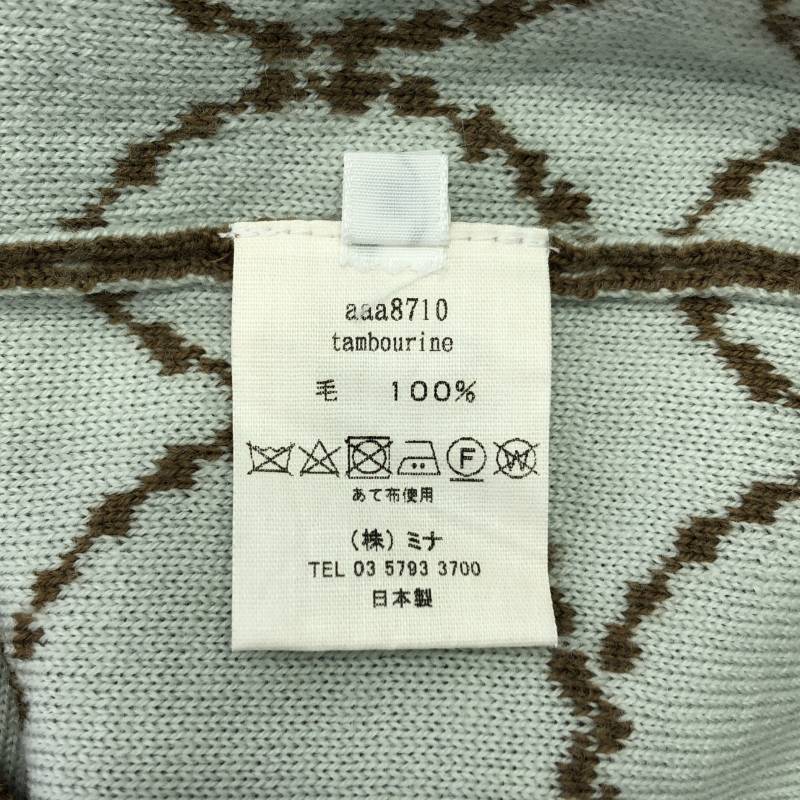 aaa8710
tambourine
毛 100%
F W
あて布使用
(株)ミナ
TEL 03 5793 3700
日本製